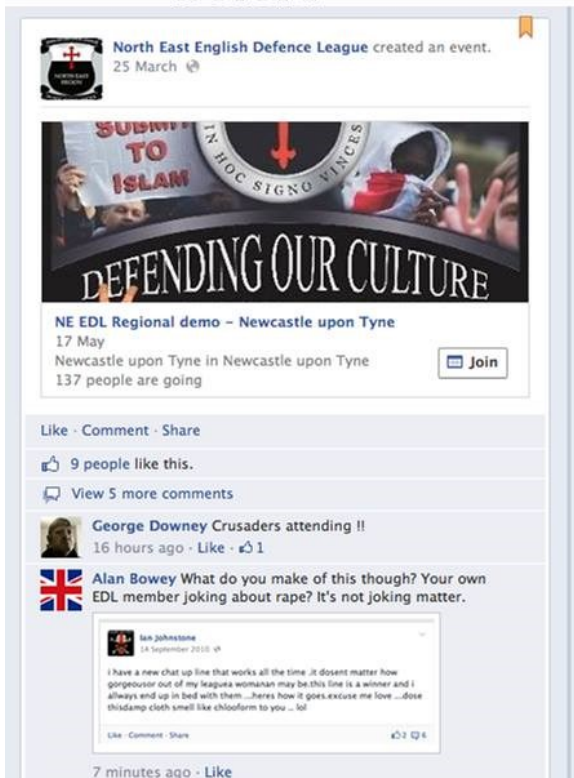 North East English Defence League created an event.
25 March
NORTH EAST
REGION
SUBMIT
TO
ISLAM
IN HOC SIGNO VINCES
DEFENDING OUR CULTURE
NE EDL Regional demo – Newcastle upon Tyne
17 May
Newcastle upon Tyne in Newcastle upon Tyne
137 people are going
Join
Like · Comment · Share
9 people like this.
View 5 more comments
George Downey Crusaders attending !!
16 hours ago · Like · 1
Alan Bowey What do you make of this though? Your own
EDL member joking about rape? It's not joking matter.
Ian Johnstone
14 September 2010
i have a new chat up line that works all the time .it dosent matter how
gorgeousor out of my leaguea womanan may be.this line is a winner and i
allways end up in bed with them ...heres how it goes.excuse me love ....dose
thisdamp cloth smell like chlooform to you .. lol
Like · Comment · Share
2 6
7 minutes ago · Like